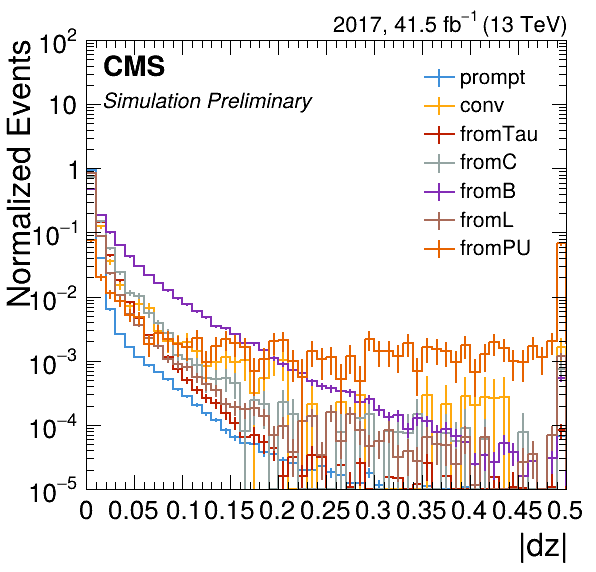 2017, 41.5 fb⁻¹ (13 TeV)
CMS
Simulation Preliminary
prompt
conv
fromTau
fromC
fromB
fromL
fromPU
Normalized Events
10²
10
1
10⁻¹
10⁻²
10⁻³
10⁻⁴
10⁻⁵
0 0.05 0.1 0.15 0.2 0.25 0.3 0.35 0.4 0.45 0.5
|dz|